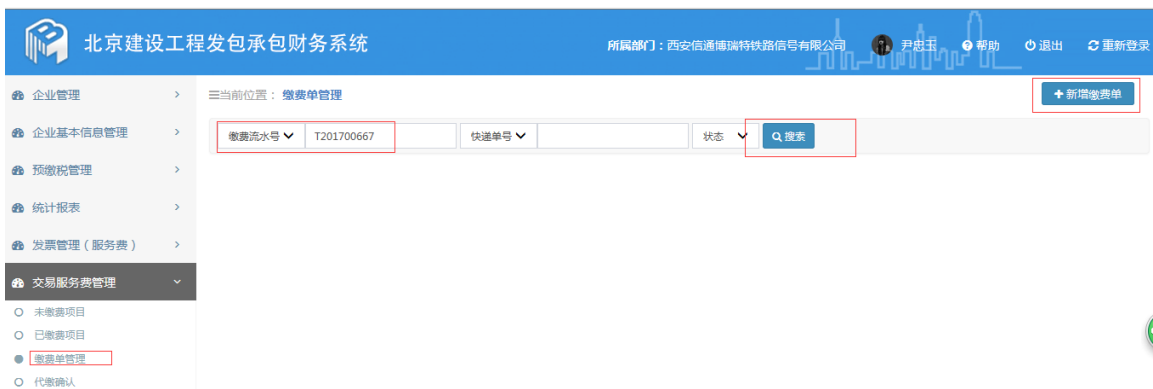 北京建设工程发包承包财务系统
所属部门：西安信通博瑞特铁路信号有限公司 尹忠玉 帮助 退出 重新登录
企业管理
当前位置： 缴费单管理
新增缴费单
企业基本信息管理
缴费流水号 T201700667 快递单号 状态 搜索
预缴税管理
统计报表
发票管理（服务费）
交易服务费管理
未缴费项目
已缴费项目
缴费单管理
代缴确认